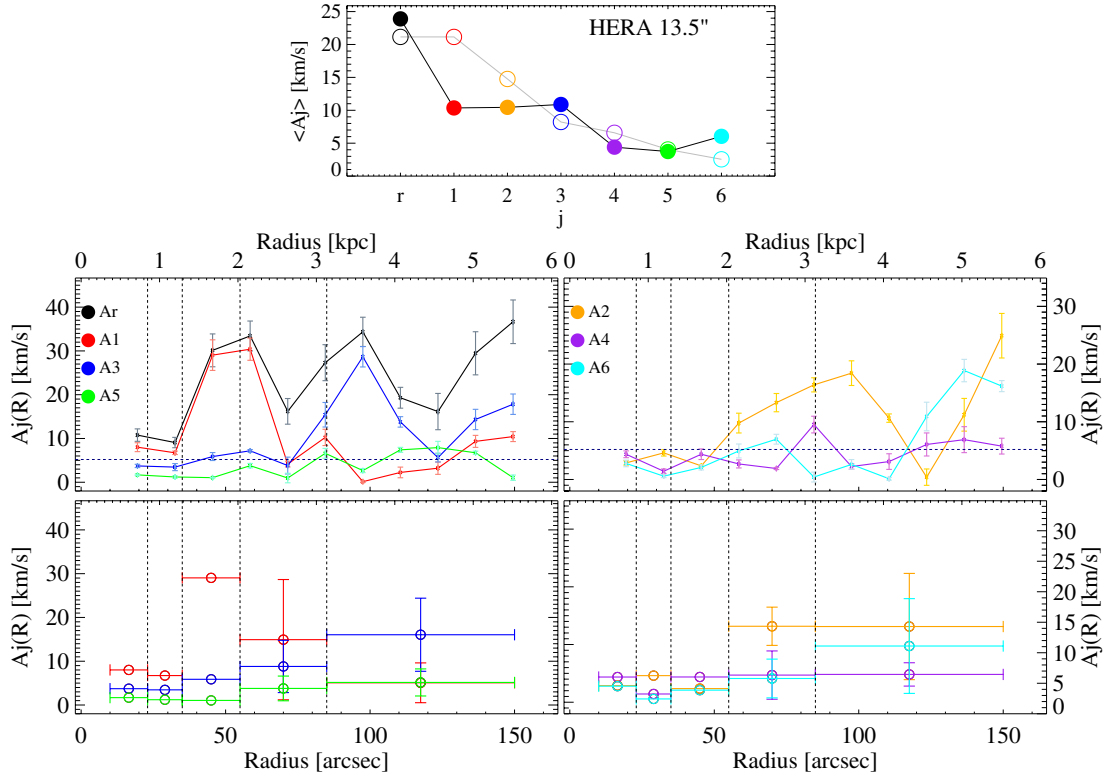 HERA 13.5"
<Aj> [km/s]
25
20
15
10
5
0
r 1 2 3 4 5 6
j
Radius [kpc] Radius [kpc]
0 1 2 3 4 5 6 0 1 2 3 4 5 6
Aj(R) [km/s]
40
30
20
10
0
Ar
A1
A3
A5
A2
A4
A6
30
20
10
0
Aj(R) [km/s]
Aj(R) [km/s]
40
30
20
10
0
30
25
20
15
10
5
0
Aj(R) [km/s]
0 50 100 150 0 50 100 150
Radius [arcsec] Radius [arcsec]